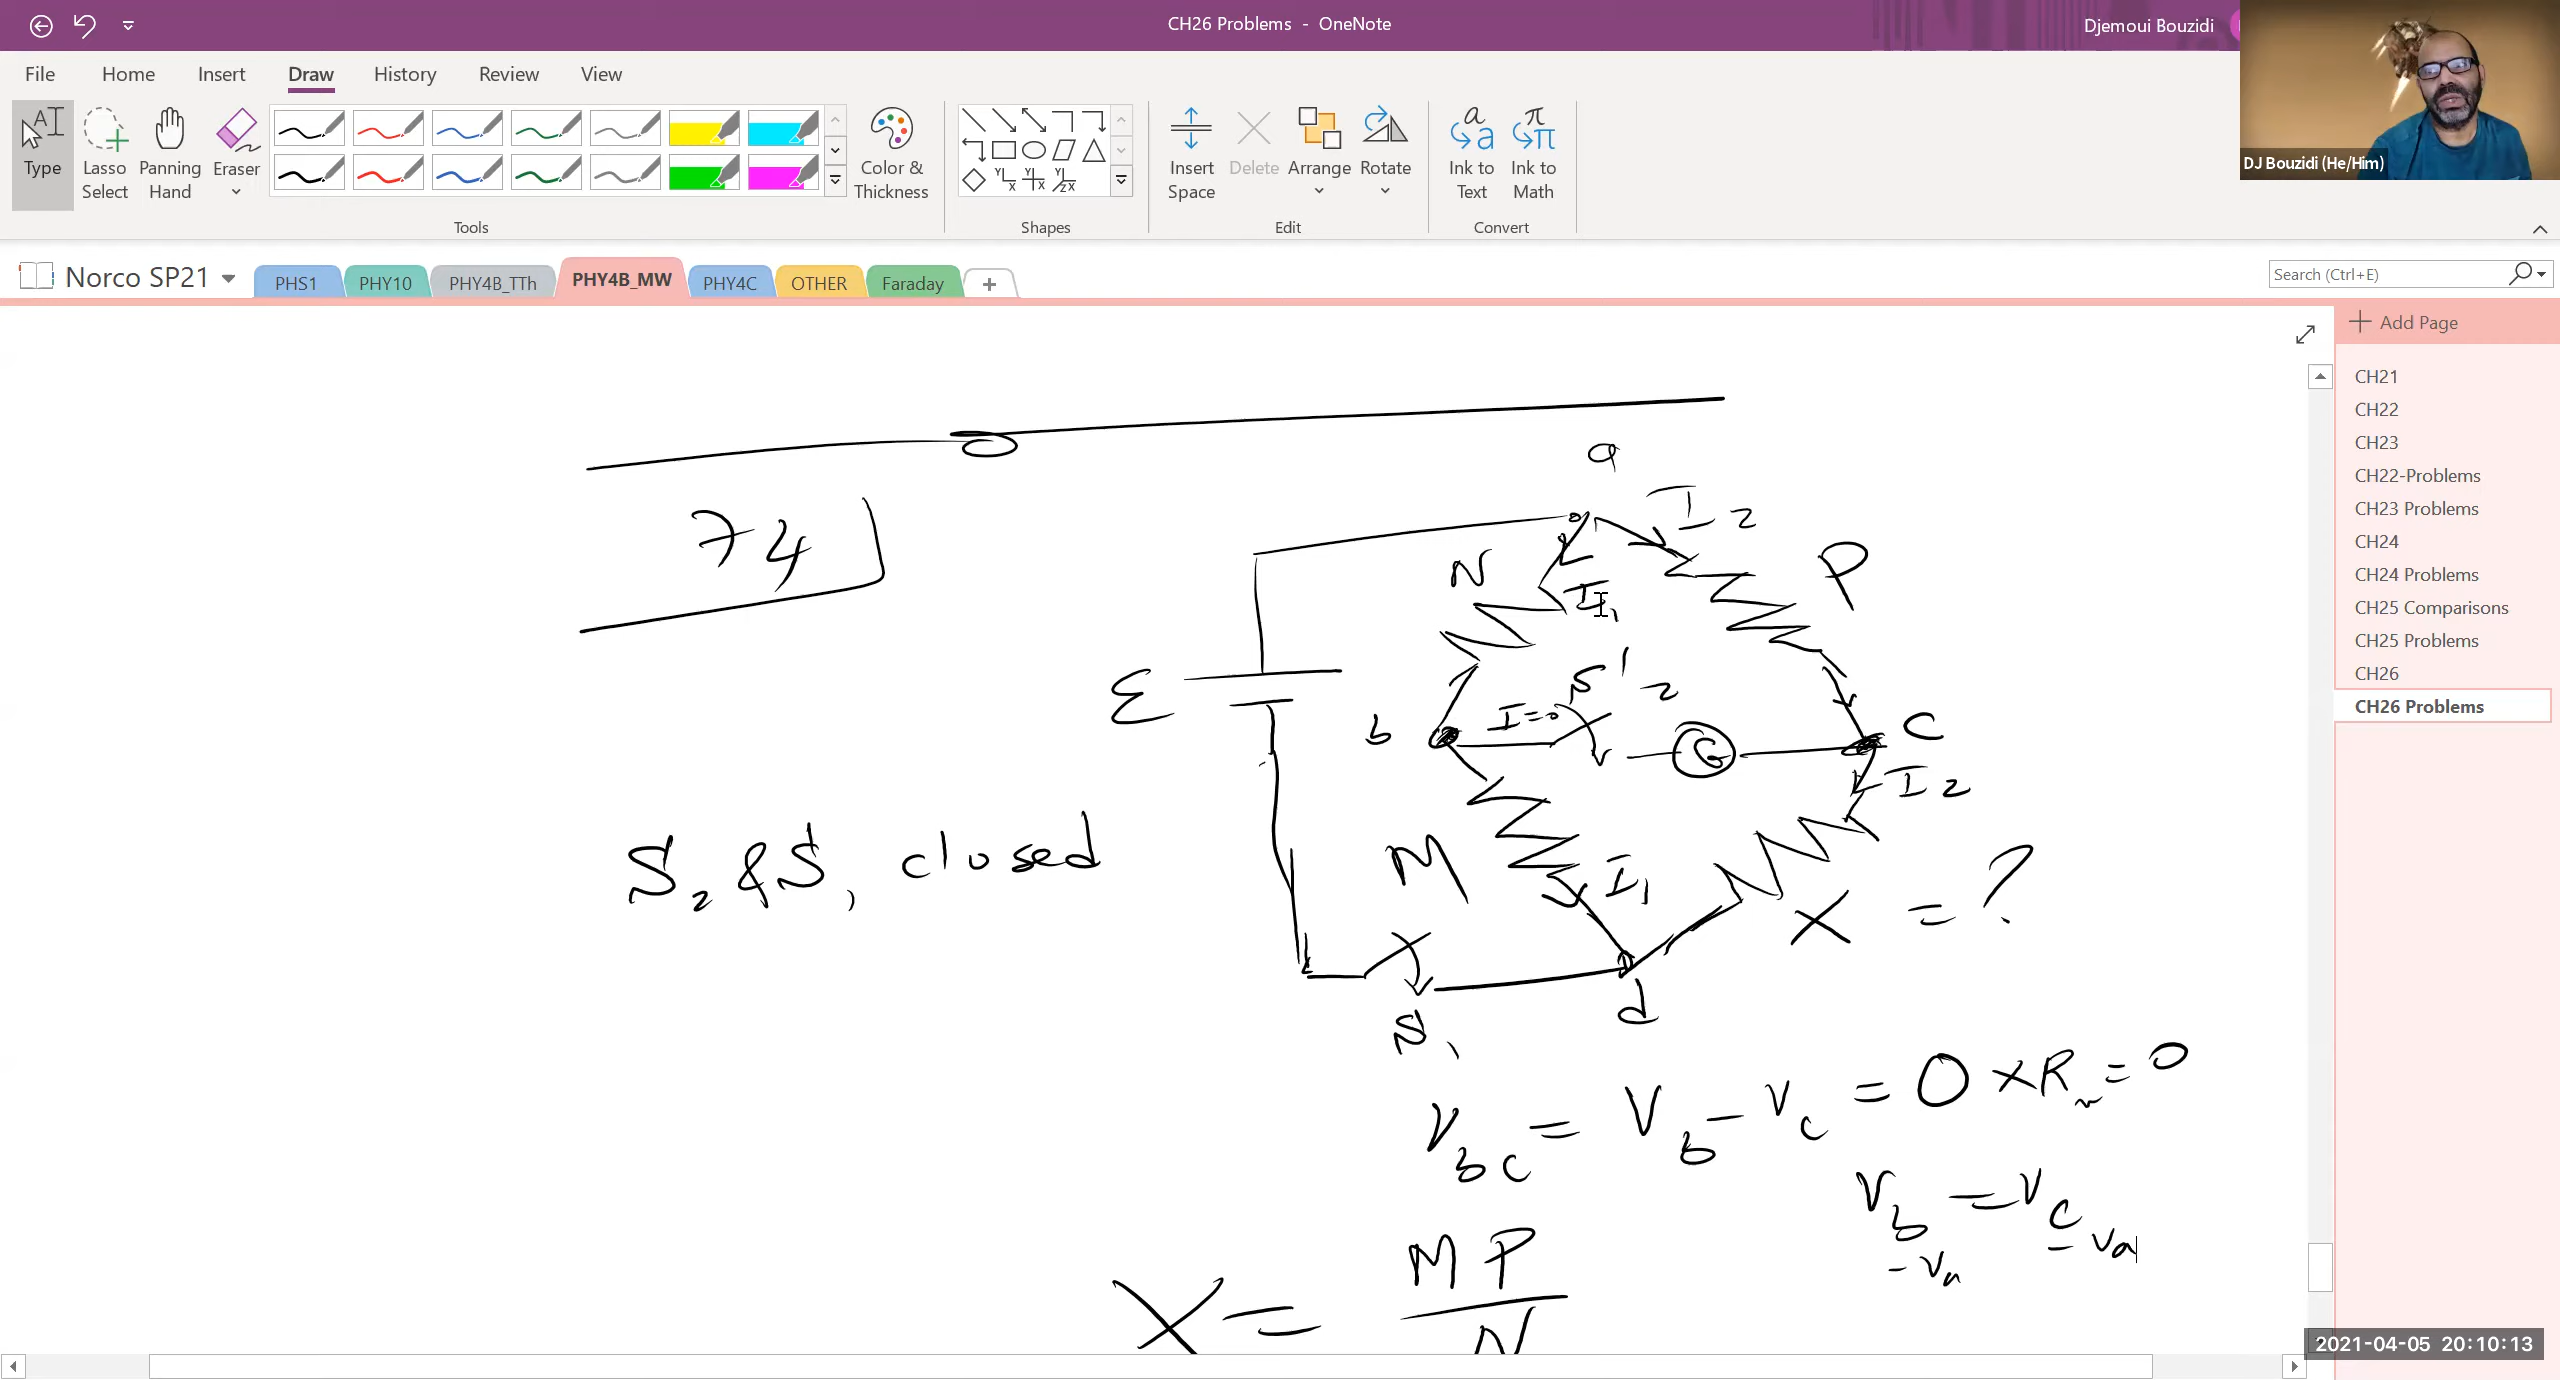 CH26 Problems - OneNote
Djemoui Bouzidi
File Home Insert Draw History Review View
Type
Lasso Select
Panning Hand
Eraser
Color & Thickness
Insert Space
Delete
Arrange
Rotate
Ink to Text
Ink to Math
Tools Shapes Edit Convert
DJ Bouzidi (He/Him)
Norco SP21
PHS1 PHY10 PHY4B_TTh PHY4B_MW PHY4C OTHER Faraday +
Search (Ctrl+E)
Add Page
CH21
CH22
CH23
CH22-Problems
CH23 Problems
CH24
CH24 Problems
CH25 Comparisons
CH25 Problems
CH26
CH26 Problems
74
a
I2
N
I1
P
ε
S2
b
I=0
G
C
I2
M
I1
X = ?
S2 & S1 closed
d
S1
Vbc = Vb - Vc = 0 × R = 0
Vb = Vc
-Va - Va
X = MP
N
2021-04-05 20:10:13